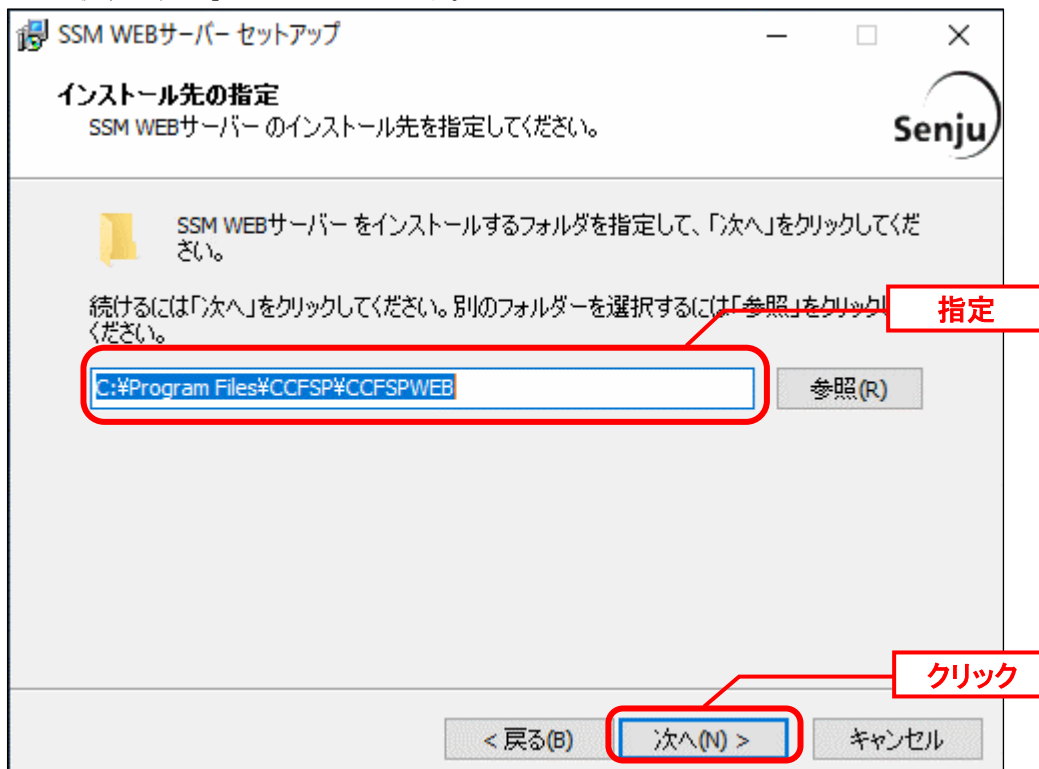 SSM WEBサーバー セットアップ
インストール先の指定
SSM WEBサーバー のインストール先を指定してください。
Senju
SSM WEBサーバー をインストールするフォルダを指定して、「次へ」をクリックしてくだ
さい。
続けるには「次へ」をクリックしてください。別のフォルダーを選択するには「参照」をクリックし
ください。
指定
C:¥Program Files¥CCFSP¥CCFSPWEB
参照(R)
クリック
< 戻る(B)
次へ(N) >
キャンセル